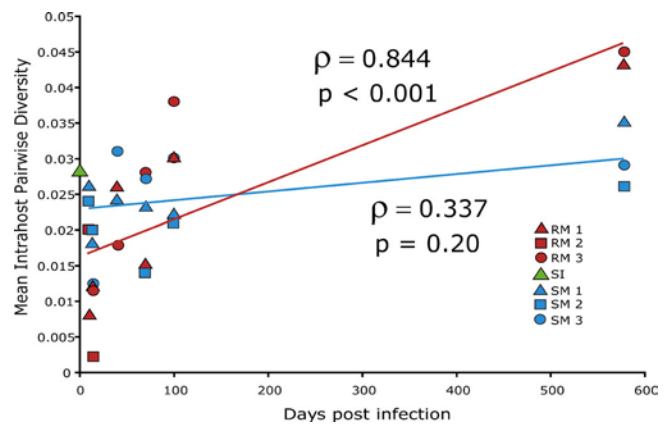 0.05
0.045
0.04
0.035
0.03
0.025
0.02
0.015
0.01
0.005
0
Mean Intrahost Pairwise Diversity
ρ = 0.844
p < 0.001
ρ = 0.337
p = 0.20
RM 1
RM 2
RM 3
SI
SM 1
SM 2
SM 3
0 100 200 300 400 500 600
Days post infection